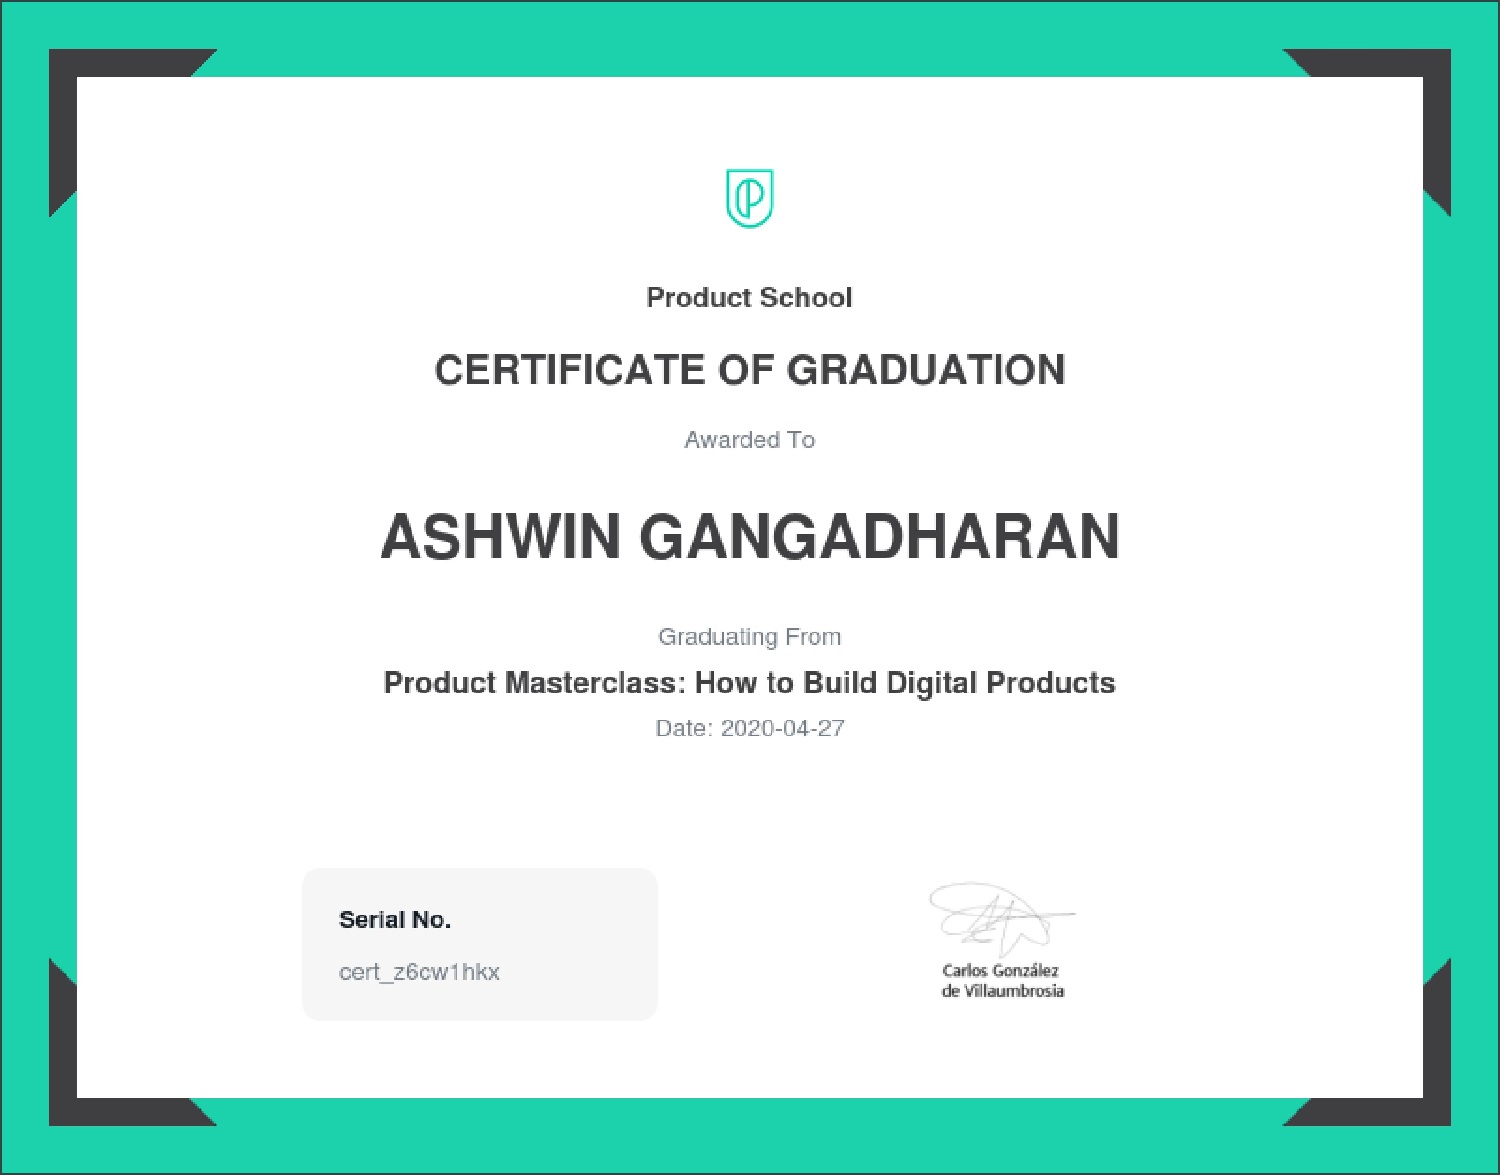 Product School
CERTIFICATE OF GRADUATION
Awarded To
ASHWIN GANGADHARAN
Graduating From
Product Masterclass: How to Build Digital Products
Date: 2020-04-27
Serial No.
cert_z6cw1hkx
Carlos González
de Villaumbrosia